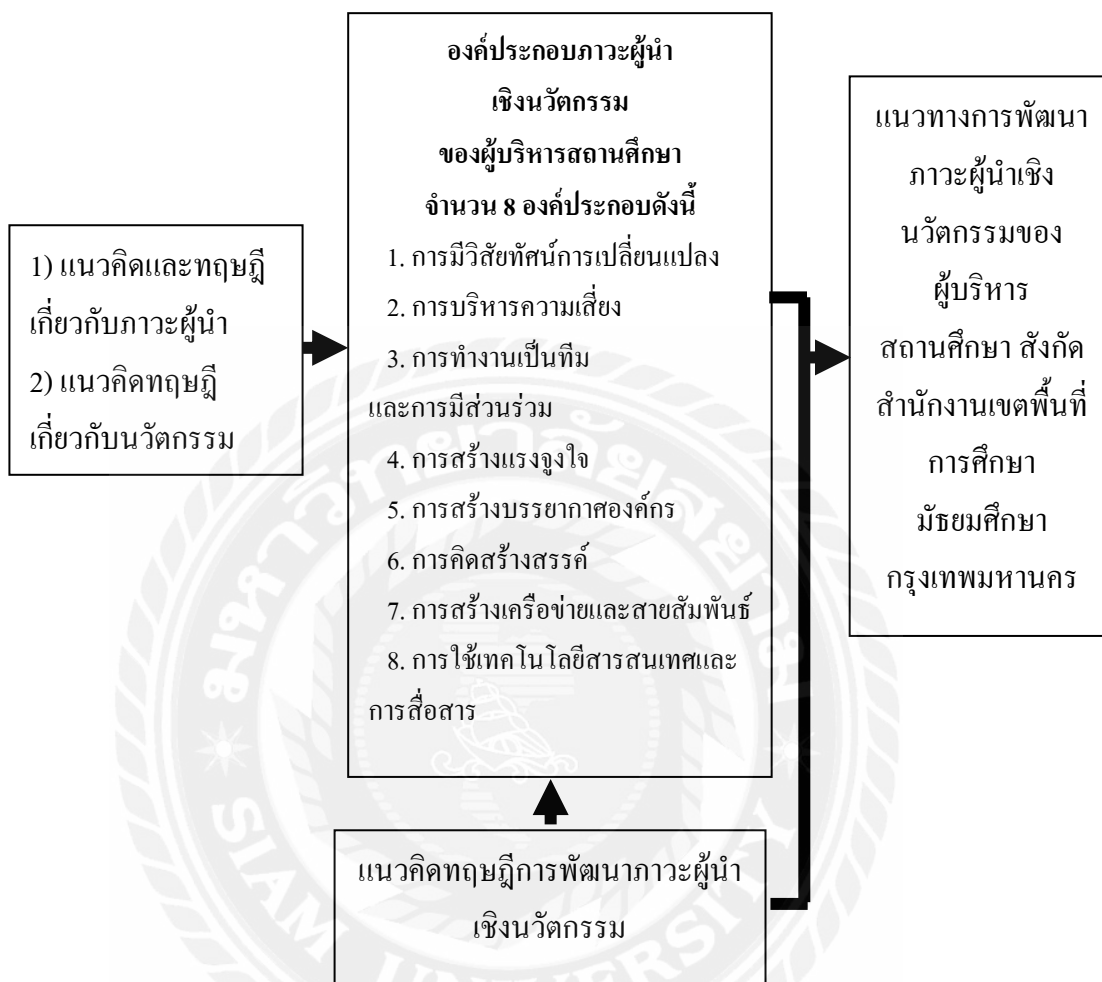 1) แนวคิดและทฤษฎี
เกี่ยวกับภาวะผู้นำ
2) แนวคิดทฤษฎี
เกี่ยวกับนวัตกรรม
องค์ประกอบภาวะผู้นำ
เชิงนวัตกรรม
ของผู้บริหารสถานศึกษา
จำนวน 8 องค์ประกอบดังนี้
1. การมีวิสัยทัศน์การเปลี่ยนแปลง
2. การบริหารความเสี่ยง
3. การทำงานเป็นทีม
และการมีส่วนร่วม
4. การสร้างแรงจูงใจ
5. การสร้างบรรยากาศองค์กร
6. การคิดสร้างสรรค์
7. การสร้างเครือข่ายและสายสัมพันธ์
8. การใช้เทคโนโลยีสารสนเทศและ
การสื่อสาร
แนวคิดทฤษฎีการพัฒนาภาวะผู้นำ
เชิงนวัตกรรม
แนวทางการพัฒนา
ภาวะผู้นำเชิง
นวัตกรรมของ
ผู้บริหาร
สถานศึกษา สังกัด
สำนักงานเขตพื้นที่
การศึกษา
มัธยมศึกษา
กรุงเทพมหานคร
มหาวิทยาลัยสยาม
SIAM UNIVERSITY